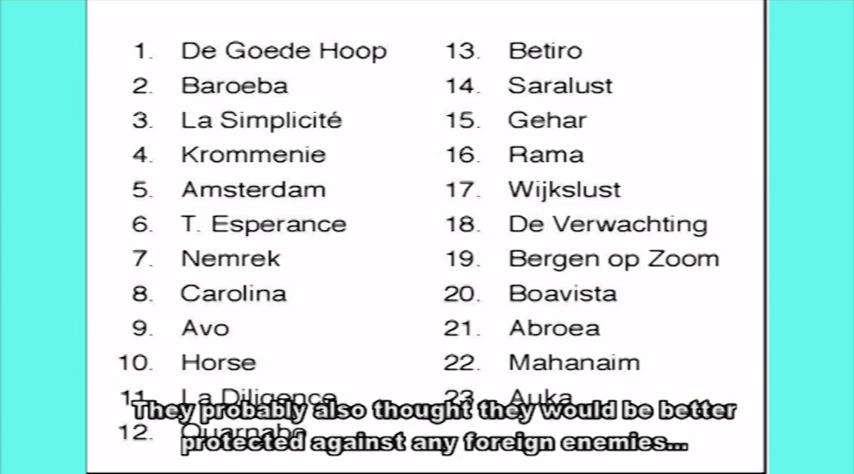 1. De Goede Hoop
2. Baroeba
3. La Simplicité
4. Krommenie
5. Amsterdam
6. T. Esperance
7. Nemrek
8. Carolina
9. Avo
10. Horse
11. La Diligence
12.
13. Betiro
14. Saralust
15. Gehar
16. Rama
17. Wijkslust
18. De Verwachting
19. Bergen op Zoom
20. Boavista
21. Abroea
22. Mahanaim
23. Auka
They probably also thought they would be better
protected against any foreign enemies...